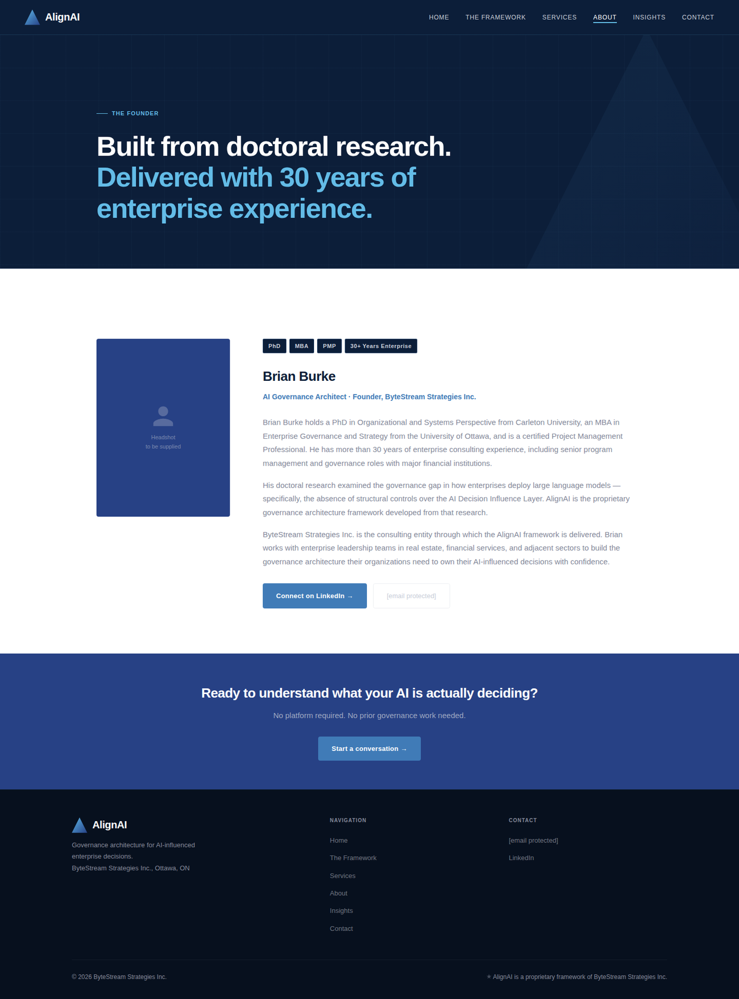 AlignAI
HOME THE FRAMEWORK SERVICES ABOUT INSIGHTS CONTACT
THE FOUNDER
Built from doctoral research.
Delivered with 30 years of
enterprise experience.
Headshot
to be supplied
PhD MBA PMP 30+ Years Enterprise
Brian Burke
AI Governance Architect · Founder, ByteStream Strategies Inc.
Brian Burke holds a PhD in Organizational and Systems Perspective from Carleton University, an MBA in
Enterprise Governance and Strategy from the University of Ottawa, and is a certified Project Management
Professional. He has more than 30 years of enterprise consulting experience, including senior program
management and governance roles with major financial institutions.
His doctoral research examined the governance gap in how enterprises deploy large language models —
specifically, the absence of structural controls over the AI Decision Influence Layer. AlignAI is the proprietary
governance architecture framework developed from that research.
ByteStream Strategies Inc. is the consulting entity through which the AlignAI framework is delivered. Brian
works with enterprise leadership teams in real estate, financial services, and adjacent sectors to build the
governance architecture their organizations need to own their AI-influenced decisions with confidence.
Connect on LinkedIn → [email protected]
Ready to understand what your AI is actually deciding?
No platform required. No prior governance work needed.
Start a conversation →
AlignAI
Governance architecture for AI-influenced
enterprise decisions.
ByteStream Strategies Inc., Ottawa, ON
NAVIGATION
Home
The Framework
Services
About
Insights
Contact
CONTACT
[email protected]
LinkedIn
© 2026 ByteStream Strategies Inc.
★ AlignAI is a proprietary framework of ByteStream Strategies Inc.